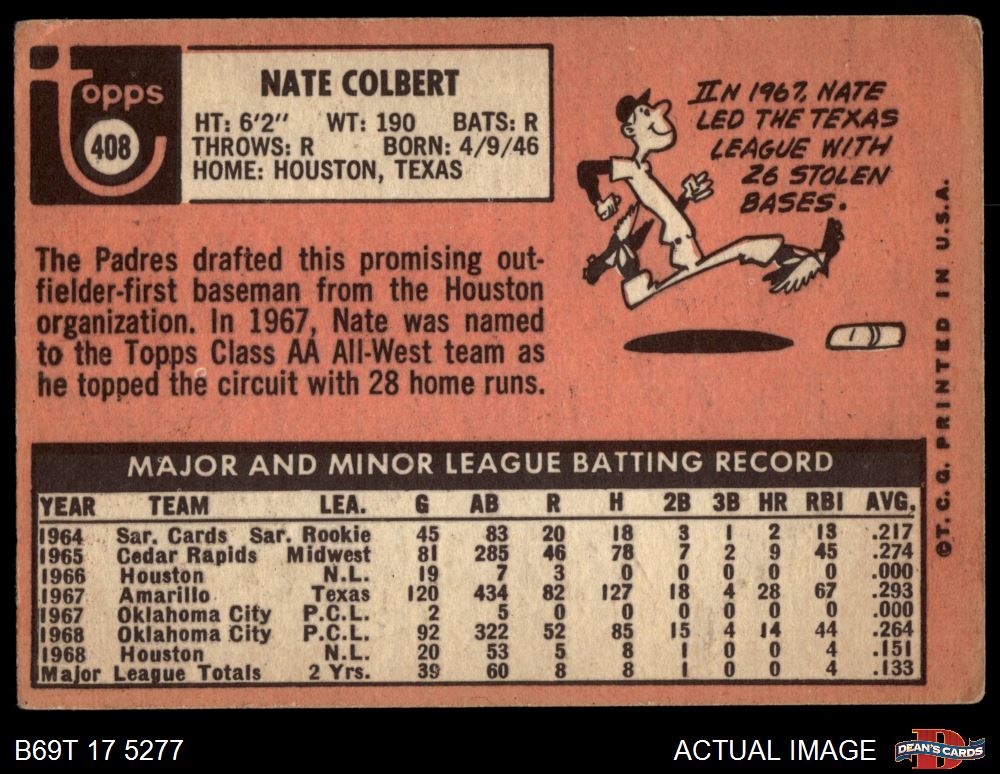 Topps
408
NATE COLBERT
HT: 6'2" WT: 190 BATS: R
THROWS: R BORN: 4/9/46
HOME: HOUSTON, TEXAS
IN 1967, NATE
LED THE TEXAS
LEAGUE WITH
26 STOLEN
BASES.
The Padres drafted this promising out-
fielder-first baseman from the Houston
organization. In 1967, Nate was named
to the Topps Class AA All-West team as
he topped the circuit with 28 home runs.
©T. C. G. PRINTED IN U.S.A.
MAJOR AND MINOR LEAGUE BATTING RECORD
YEAR TEAM LEA. G AB R H 2B 3B HR RBI AVG.
1964 Sar. Cards Sar. Rookie 45 83 20 18 3 1 2 13 .217
1965 Cedar Rapids Midwest 81 285 46 78 7 2 9 45 .274
1966 Houston N.L. 19 7 3 0 0 0 0 0 .000
1967 Amarillo Texas 120 434 82 127 18 4 28 67 .293
1967 Oklahoma City P.C.L. 2 5 0 0 0 0 0 0 .000
1968 Oklahoma City P.C.L. 92 322 52 85 15 4 14 44 .264
1968 Houston N.L. 20 53 5 8 1 0 0 4 .151
Major League Totals 2 Yrs. 39 60 8 8 1 0 0 4 .133
B69T 17 5277
ACTUAL IMAGE
D
DEAN'S CARDS